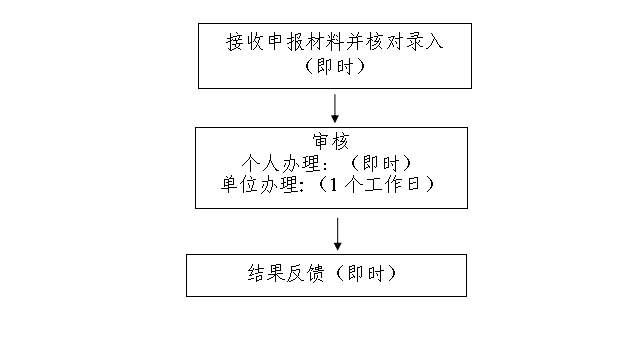 接收申报材料并核对录入
（即时）
审核
个人办理：（即时）
单位办理:（1 个工作日）
结果反馈（即时）